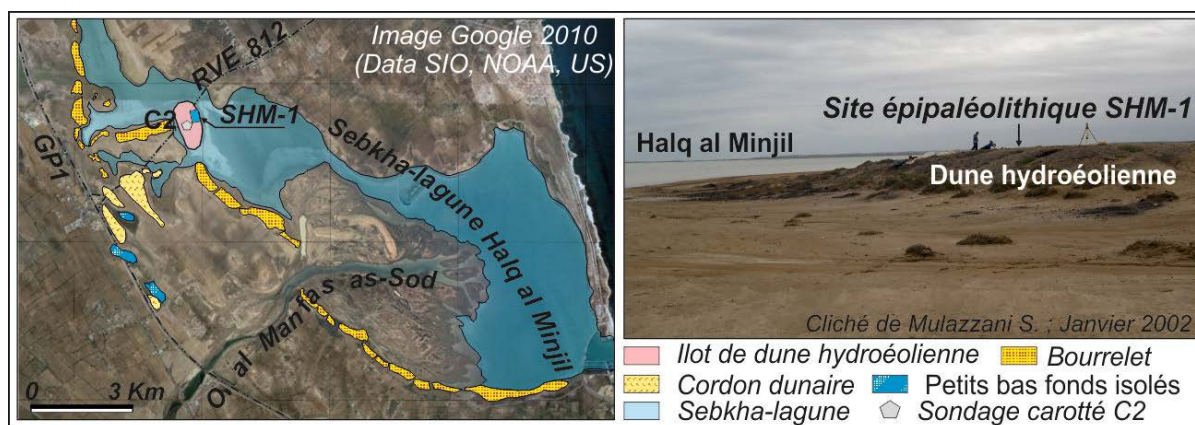 Image Google 2010
(Data SIO, NOAA, US)
RVE 812
C2
SHM-1
GP1
Sebkha-lagune Halq al Minjil
O. al Manfas as-Sod
0 3 Km
Site épipaléolithique SHM-1
Halq al Minjil
Dune hydroéolienne
Cliché de Mulazzani S. ; Janvier 2002
Ilot de dune hydroéolienne
Bourrelet
Cordon dunaire
Petits bas fonds isolés
Sebkha-lagune
Sondage carotté C2